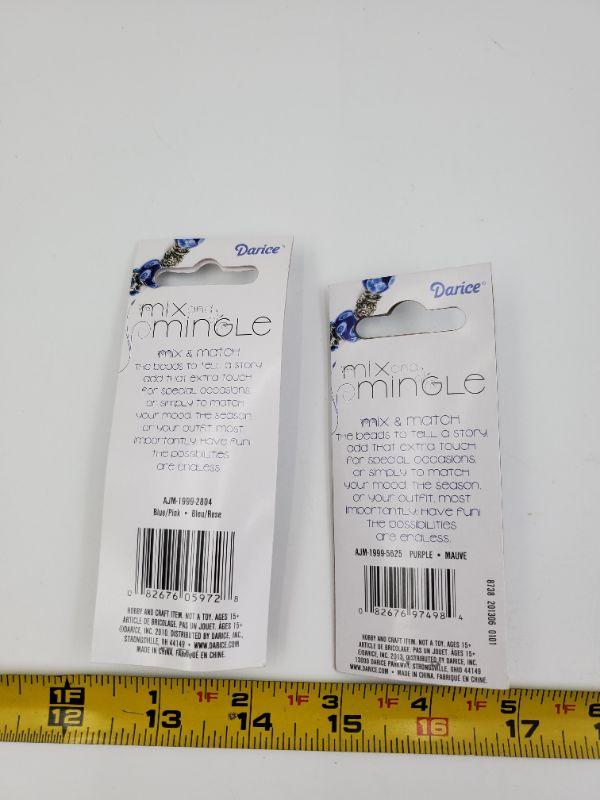 Darice
mix and
mingle
mix & match
The beads to tell a story,
add that extra touch
for special occasions,
or simply to match
your mood, the season,
or your outfit, most
importantly, have fun!
The possibilities
are endless.
AJM-1999-2804
Blue/Pink • Bleu/Rose
0 82676 05972 8
HOBBY AND CRAFT ITEM. NOT A TOY. AGES 15+
ARTICLE DE BRICOLAGE. PAS UN JOUET. AGES 15+
©DARICE, INC. 2010. DISTRIBUTED BY DARICE, INC.,
STRONGSVILLE, OH 44149 • WWW.DARICE.COM
MADE IN CHINA. FABRIQUÉ EN CHINE.
Darice
mix and
mingle
mix & match
The beads to tell a story,
add that extra touch
for special occasions,
or simply to match
your mood, the season,
or your outfit, most
importantly, have fun!
The possibilities
are endless.
AJM-1999-5625 PURPLE • MAUVE
0 82676 97498 4
8738 201306 0101
HOBBY AND CRAFT ITEM. NOT A TOY. AGES 15+
ARTICLE DE BRICOLAGE. PAS UN JOUET. AGES 15+
©DARICE, INC. 2013. DISTRIBUTED BY DARICE, INC.
13000 DARICE PARKWAY, STRONGSVILLE, OHIO 44149
WWW.DARICE.COM • MADE IN CHINA. FABRIQUÉ EN CHINE.
1F 1 1F 2 1F 3 1F 4 1F 5 1F 6
12 13 14 15 16 17